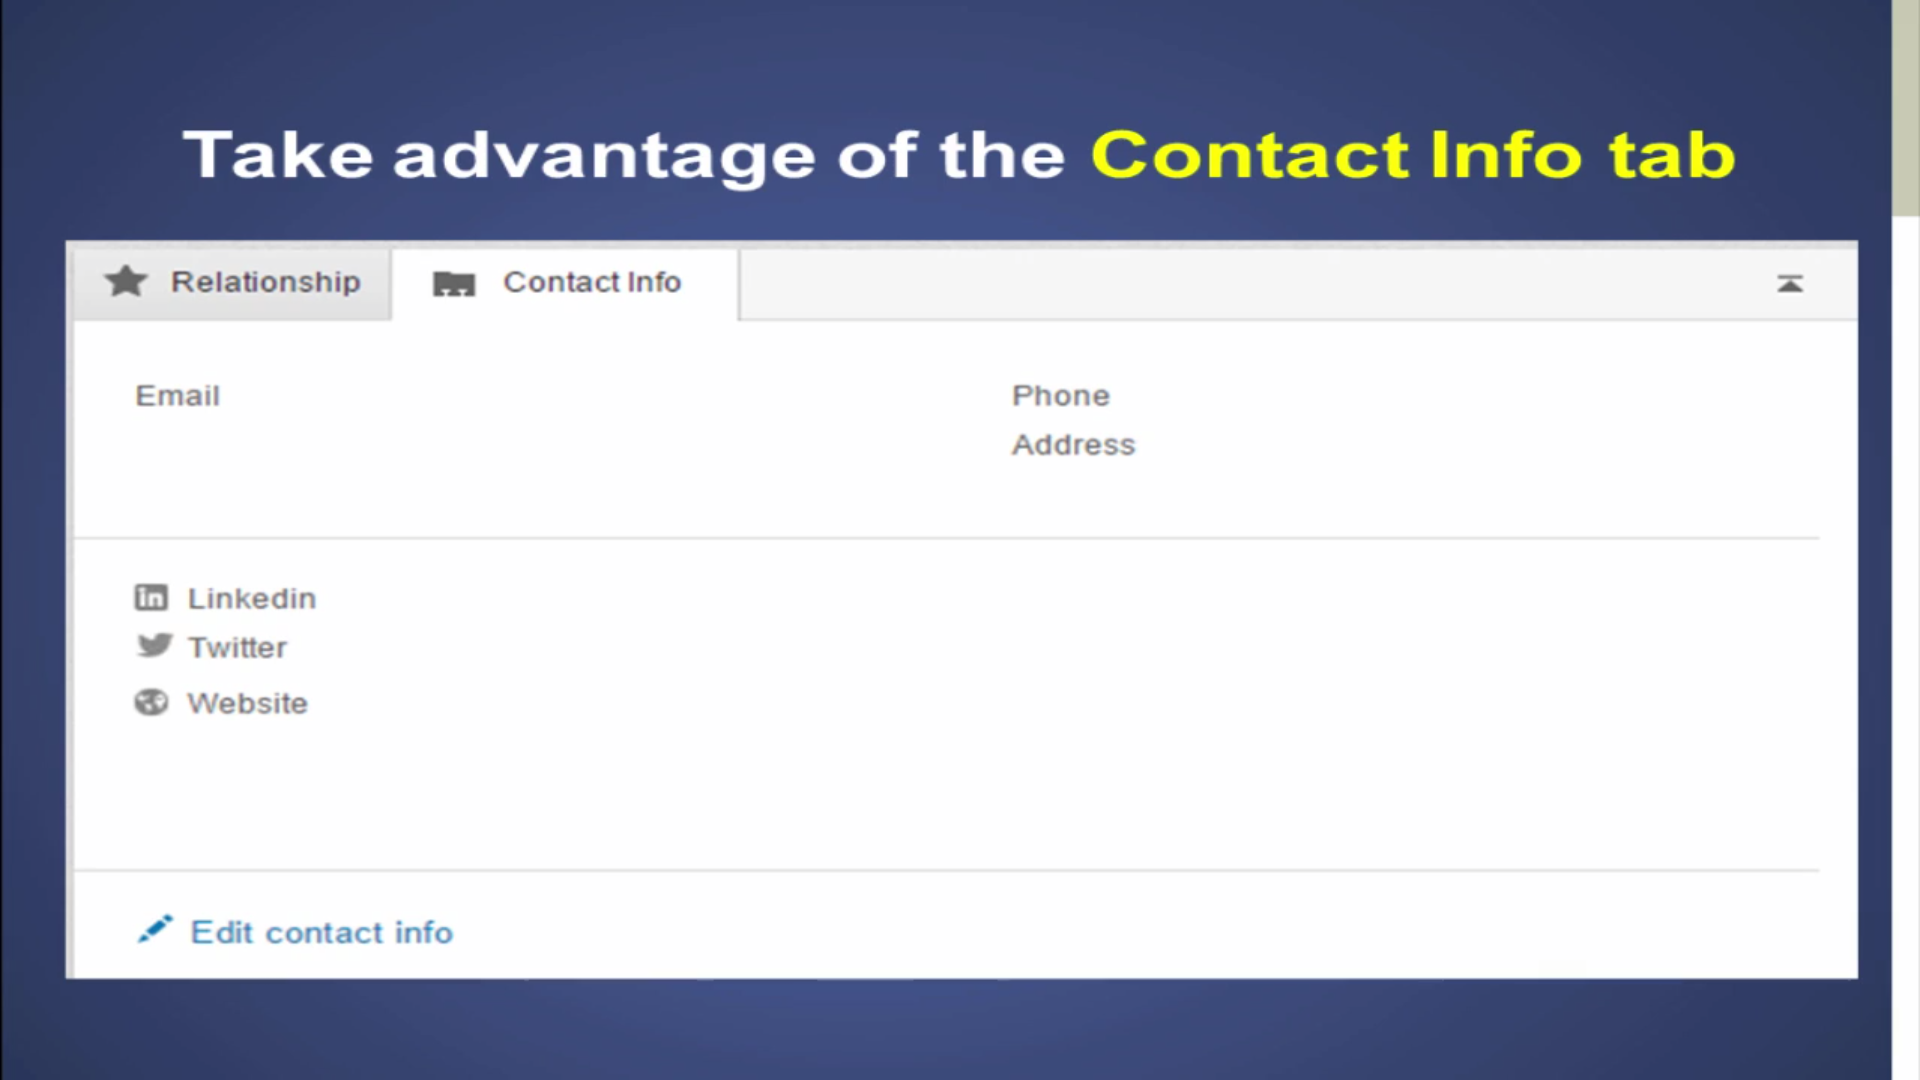 Take advantage of the Contact Info tab
Relationship Contact Info
Email Phone
Address
Linkedin
Twitter
Website
Edit contact info